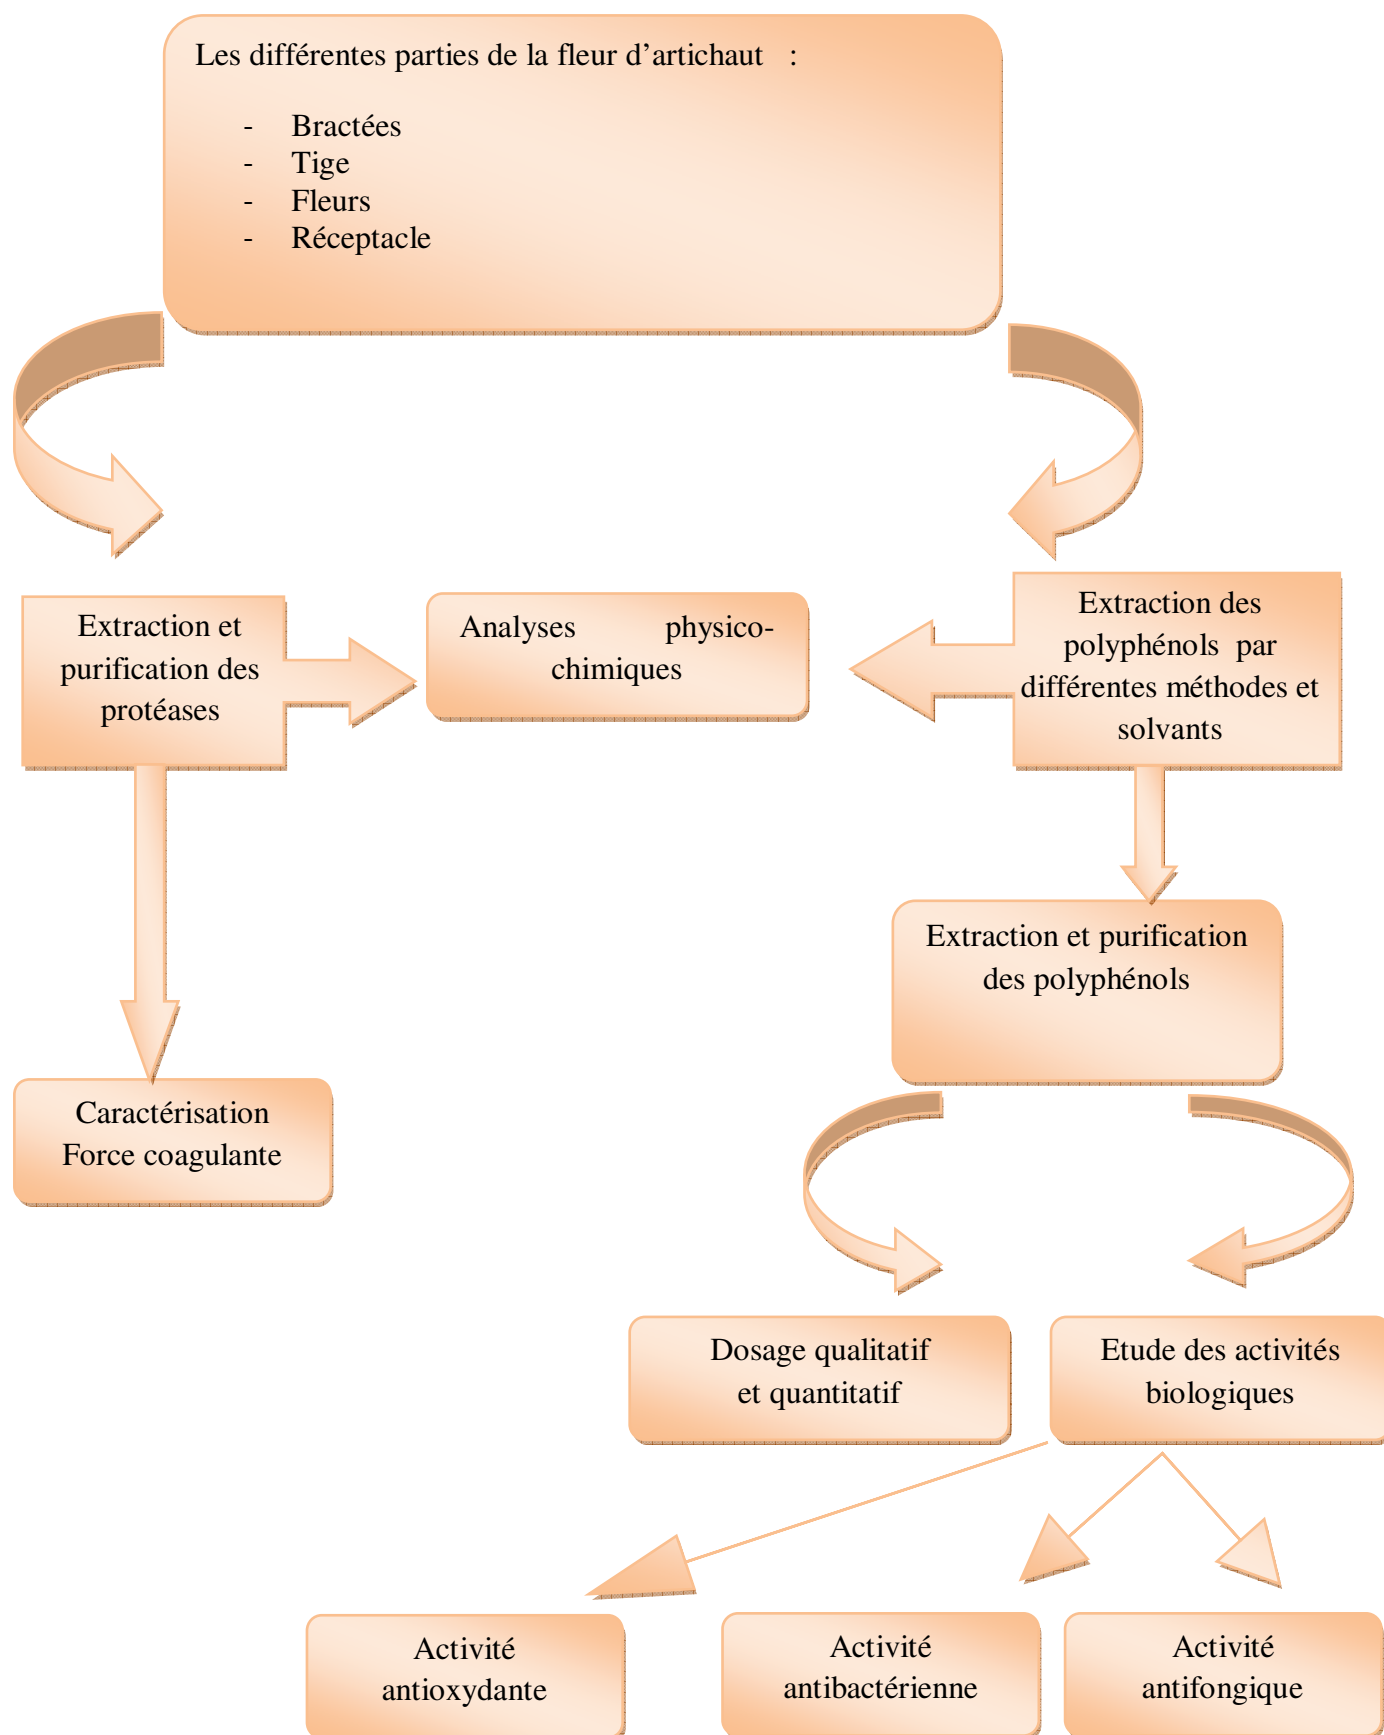 Les différentes parties de la fleur d’artichaut :
- Bractées
- Tige
- Fleurs
- Réceptacle
Extraction et
purification des
protéases
Analyses physico-
chimiques
Extraction des
polyphénols par
différentes méthodes et
solvants
Extraction et purification
des polyphénols
Caractérisation
Force coagulante
Dosage qualitatif
et quantitatif
Etude des activités
biologiques
Activité
antioxydante
Activité
antibactérienne
Activité
antifongique